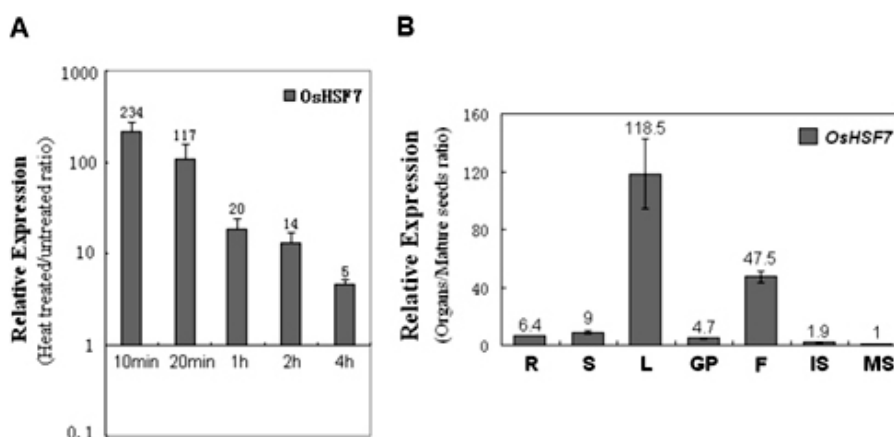 A
Relative Expression
(Heat treated/untreated ratio)
1000
100
10
1
0.1
OsHSF7
234
117
20
14
5
10min 20min 1h 2h 4h
B
Relative Expression
(Organs/Mature seeds ratio)
160
120
80
40
0
OsHSF7
6.4
9
118.5
4.7
47.5
1.9
1
R S L GP F IS MS